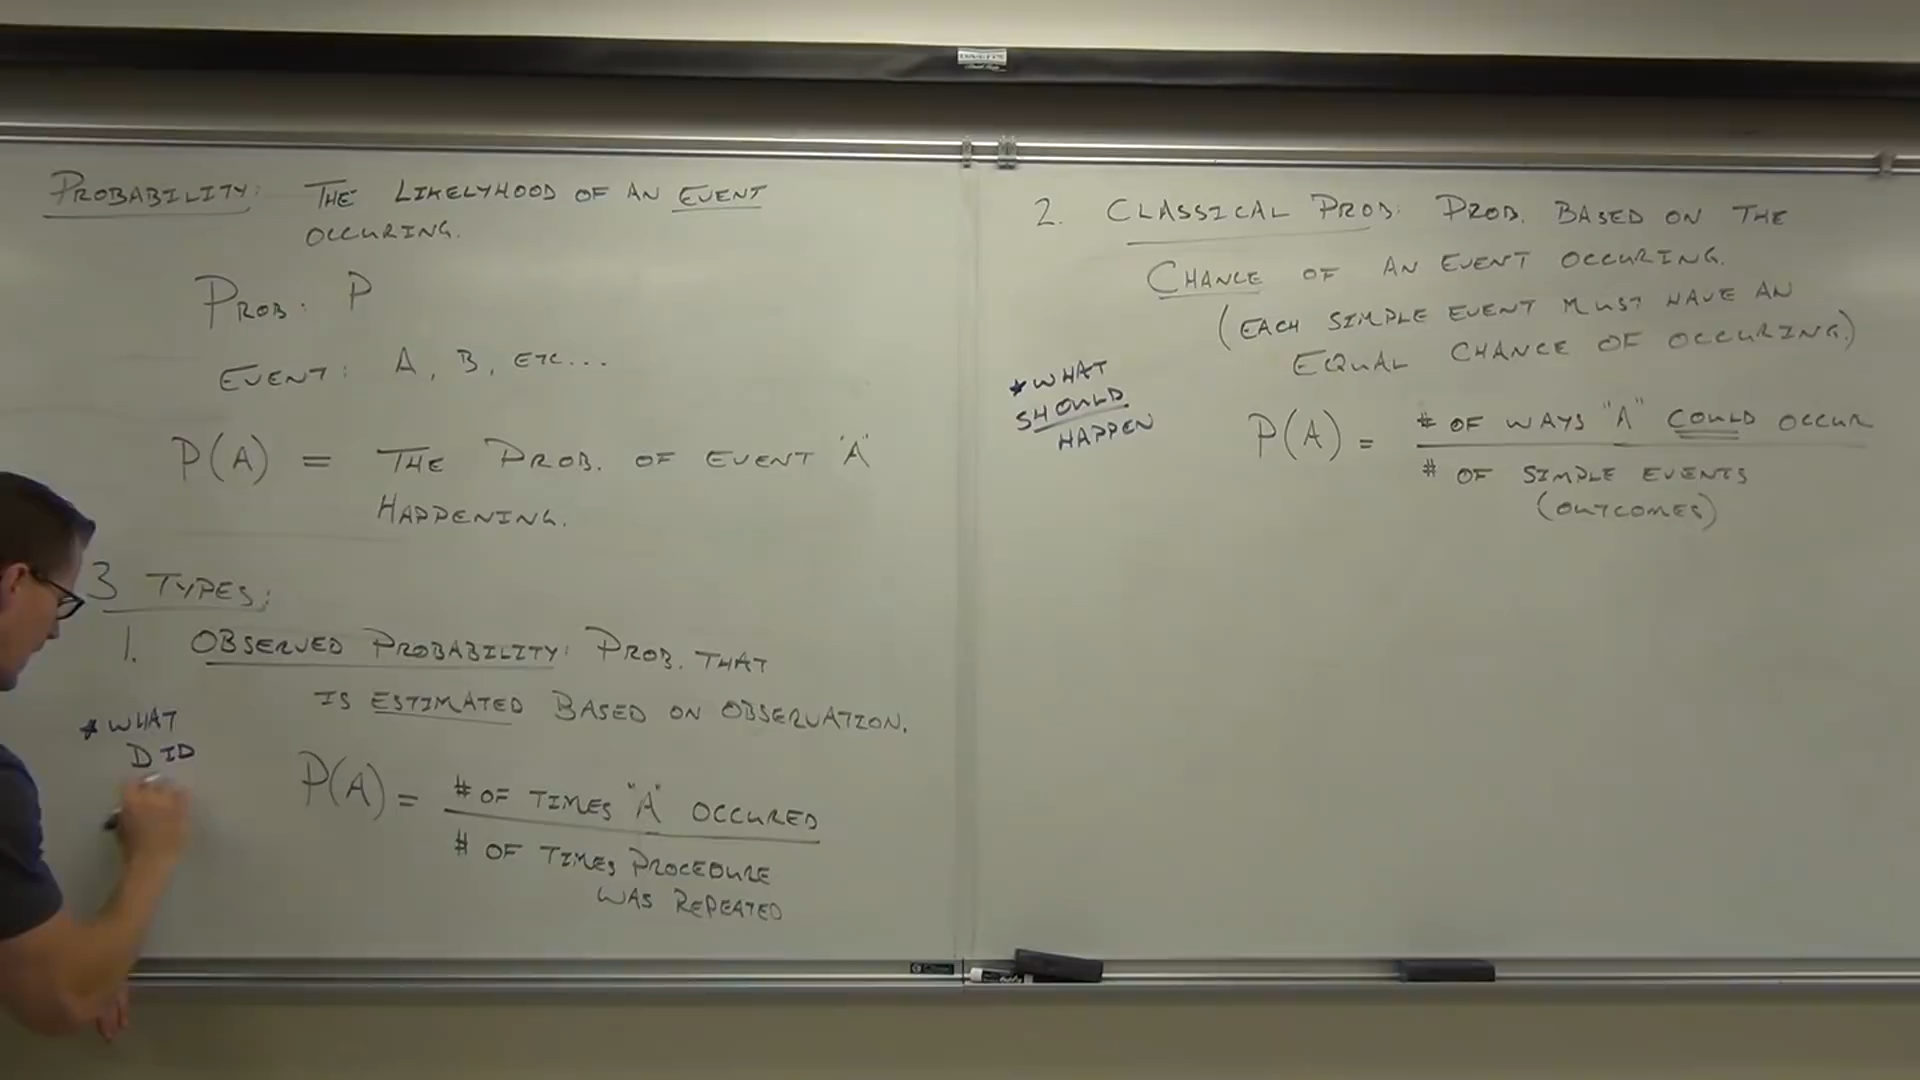 PROBABILITY: THE LIKELYHOOD OF AN EVENT
OCCURING.
PROB: P
EVENT: A, B, ETC...
P(A) = THE PROB. OF EVENT "A"
HAPPENING.
3 TYPES:
1. OBSERVED PROBABILITY: PROB. THAT
IS ESTIMATED BASED ON OBSERVATION.
* WHAT
DID
P(A) = # OF TIMES "A" OCCURED
# OF TIMES PROCEDURE
WAS REPEATED
2. CLASSICAL PROB: PROB. BASED ON THE
CHANCE OF AN EVENT OCCURING.
(EACH SIMPLE EVENT MUST HAVE AN
EQUAL CHANCE OF OCCURING.)
* WHAT
SHOULD
HAPPEN
P(A) = # OF WAYS "A" COULD OCCUR
# OF SIMPLE EVENTS
(OUTCOMES)